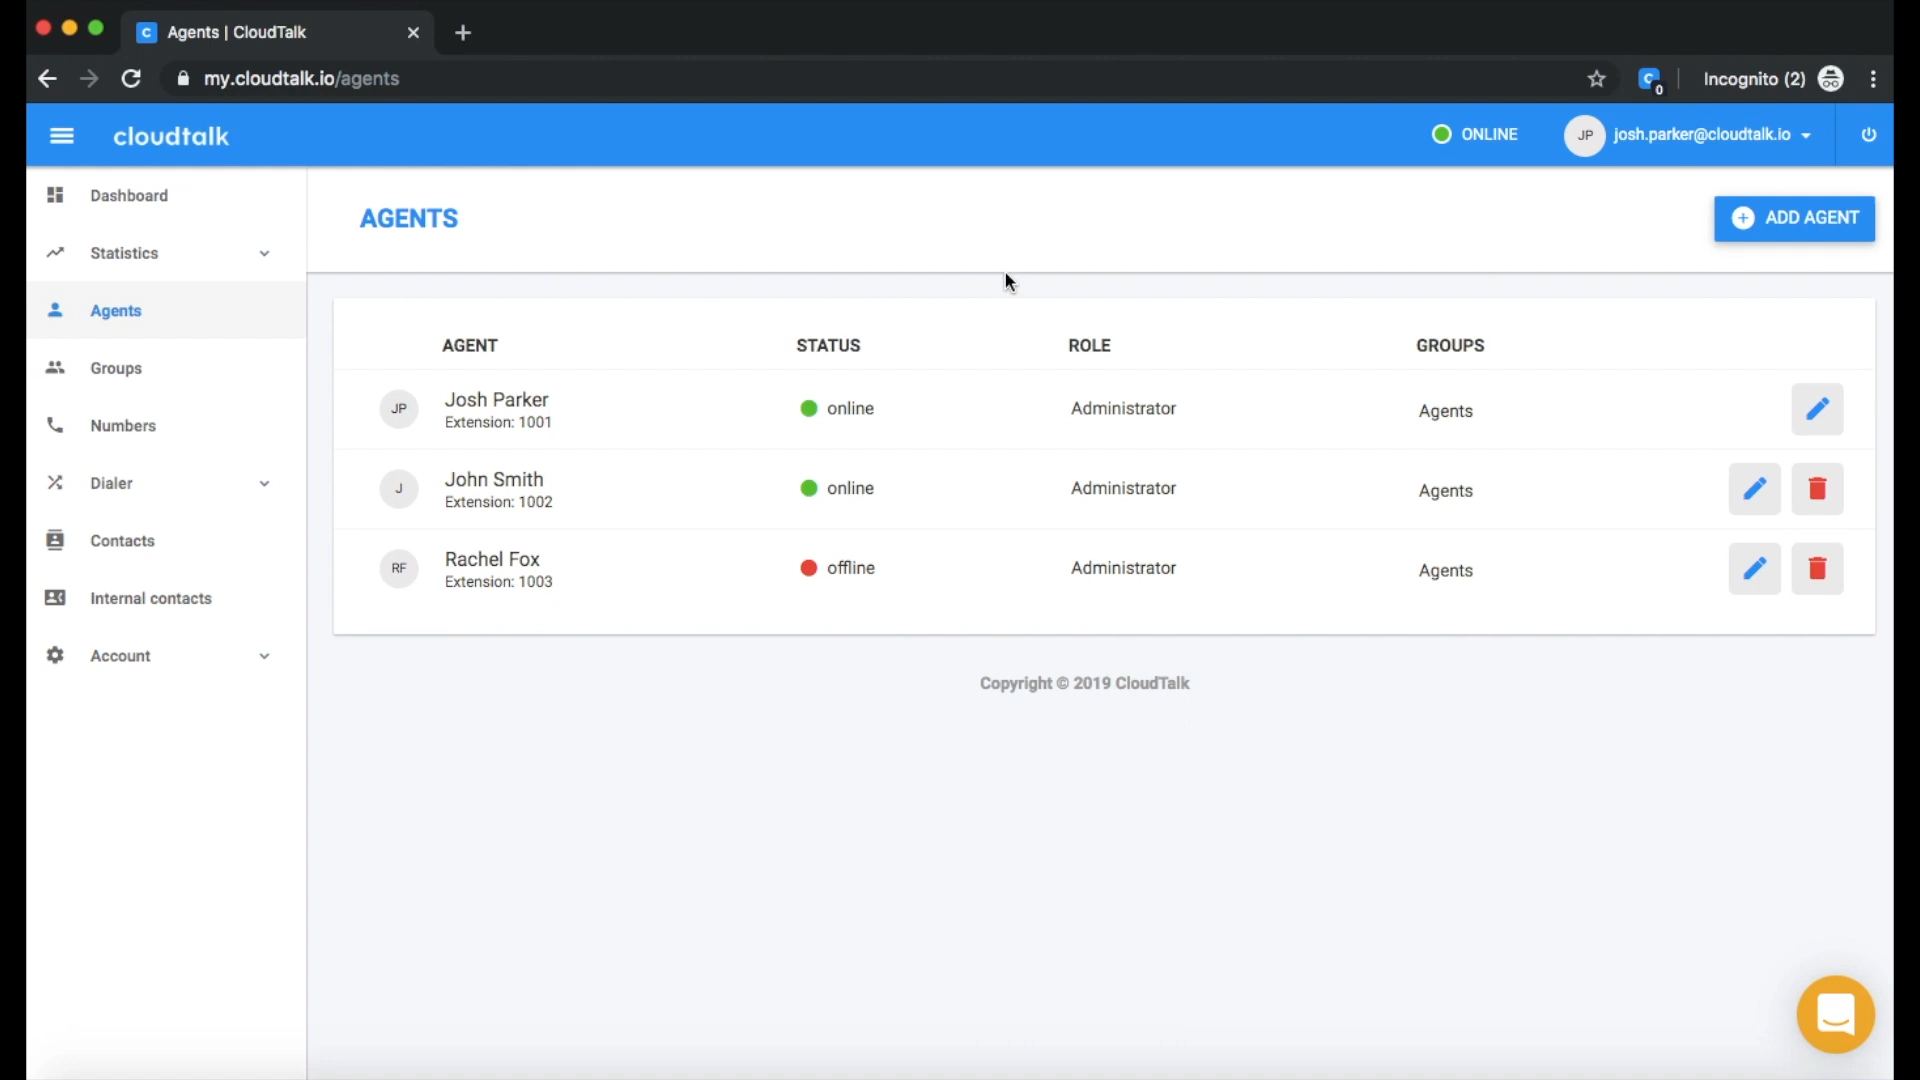 Agents | CloudTalk
my.cloudtalk.io/agents
0
Incognito (2)
cloudtalk
ONLINE
JP
josh.parker@cloudtalk.io
Dashboard
Statistics
Agents
Groups
Numbers
Dialer
Contacts
Internal contacts
Account
AGENTS
ADD AGENT
AGENT STATUS ROLE GROUPS
JP Josh Parker online Administrator Agents
Extension: 1001
J John Smith online Administrator Agents
Extension: 1002
RF Rachel Fox offline Administrator Agents
Extension: 1003
Copyright © 2019 CloudTalk